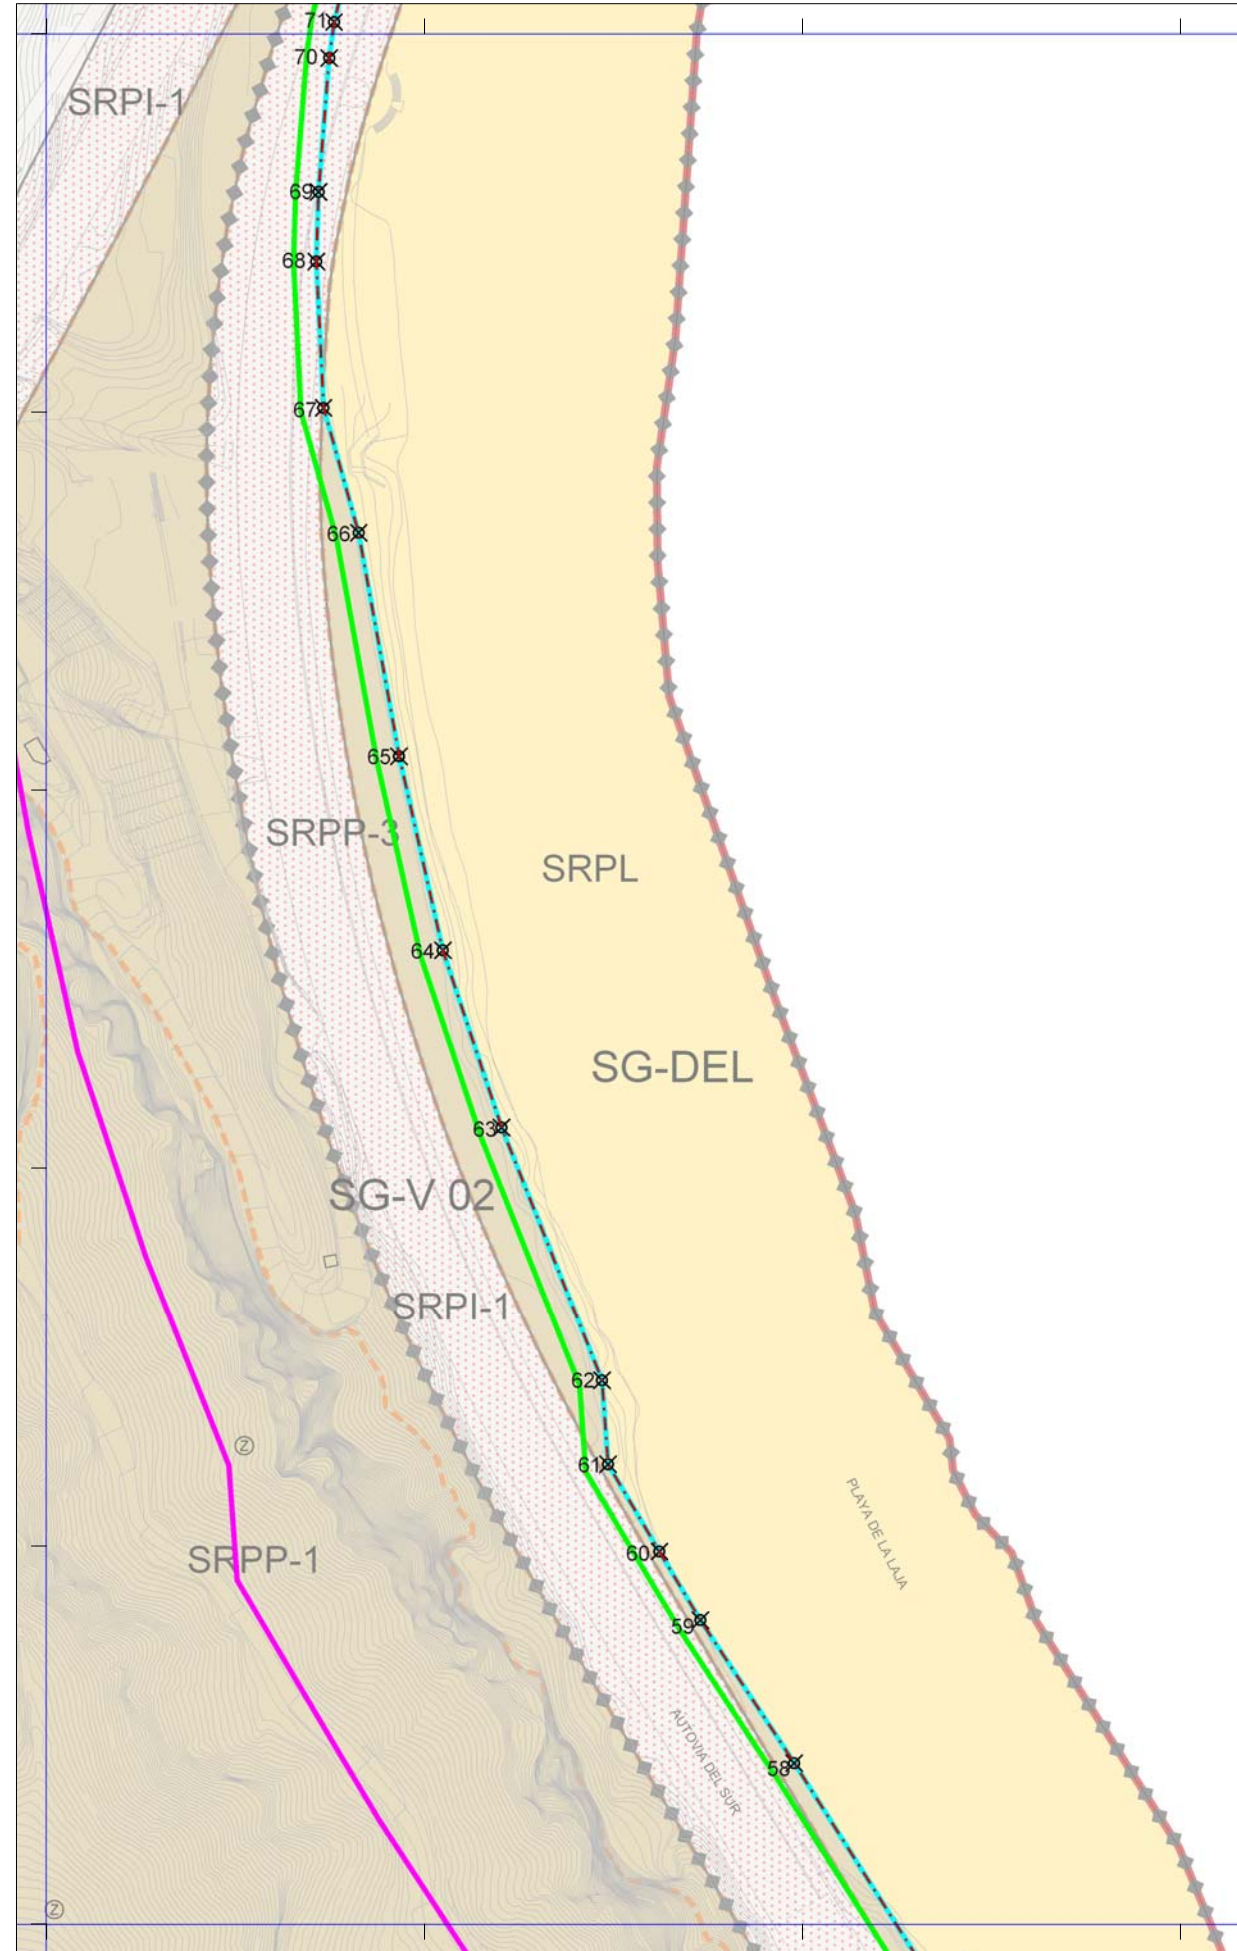 71
70
SRPI-1
69
68
67
66
65
SRPP-3
SRPL
64
SG-DEL
63
SG-V 02
SRPI-1
62
Z
61
PLAYA DE LA LAJA
60
SRPP-1
59
AUTOVIA DEL SUR
58
Z